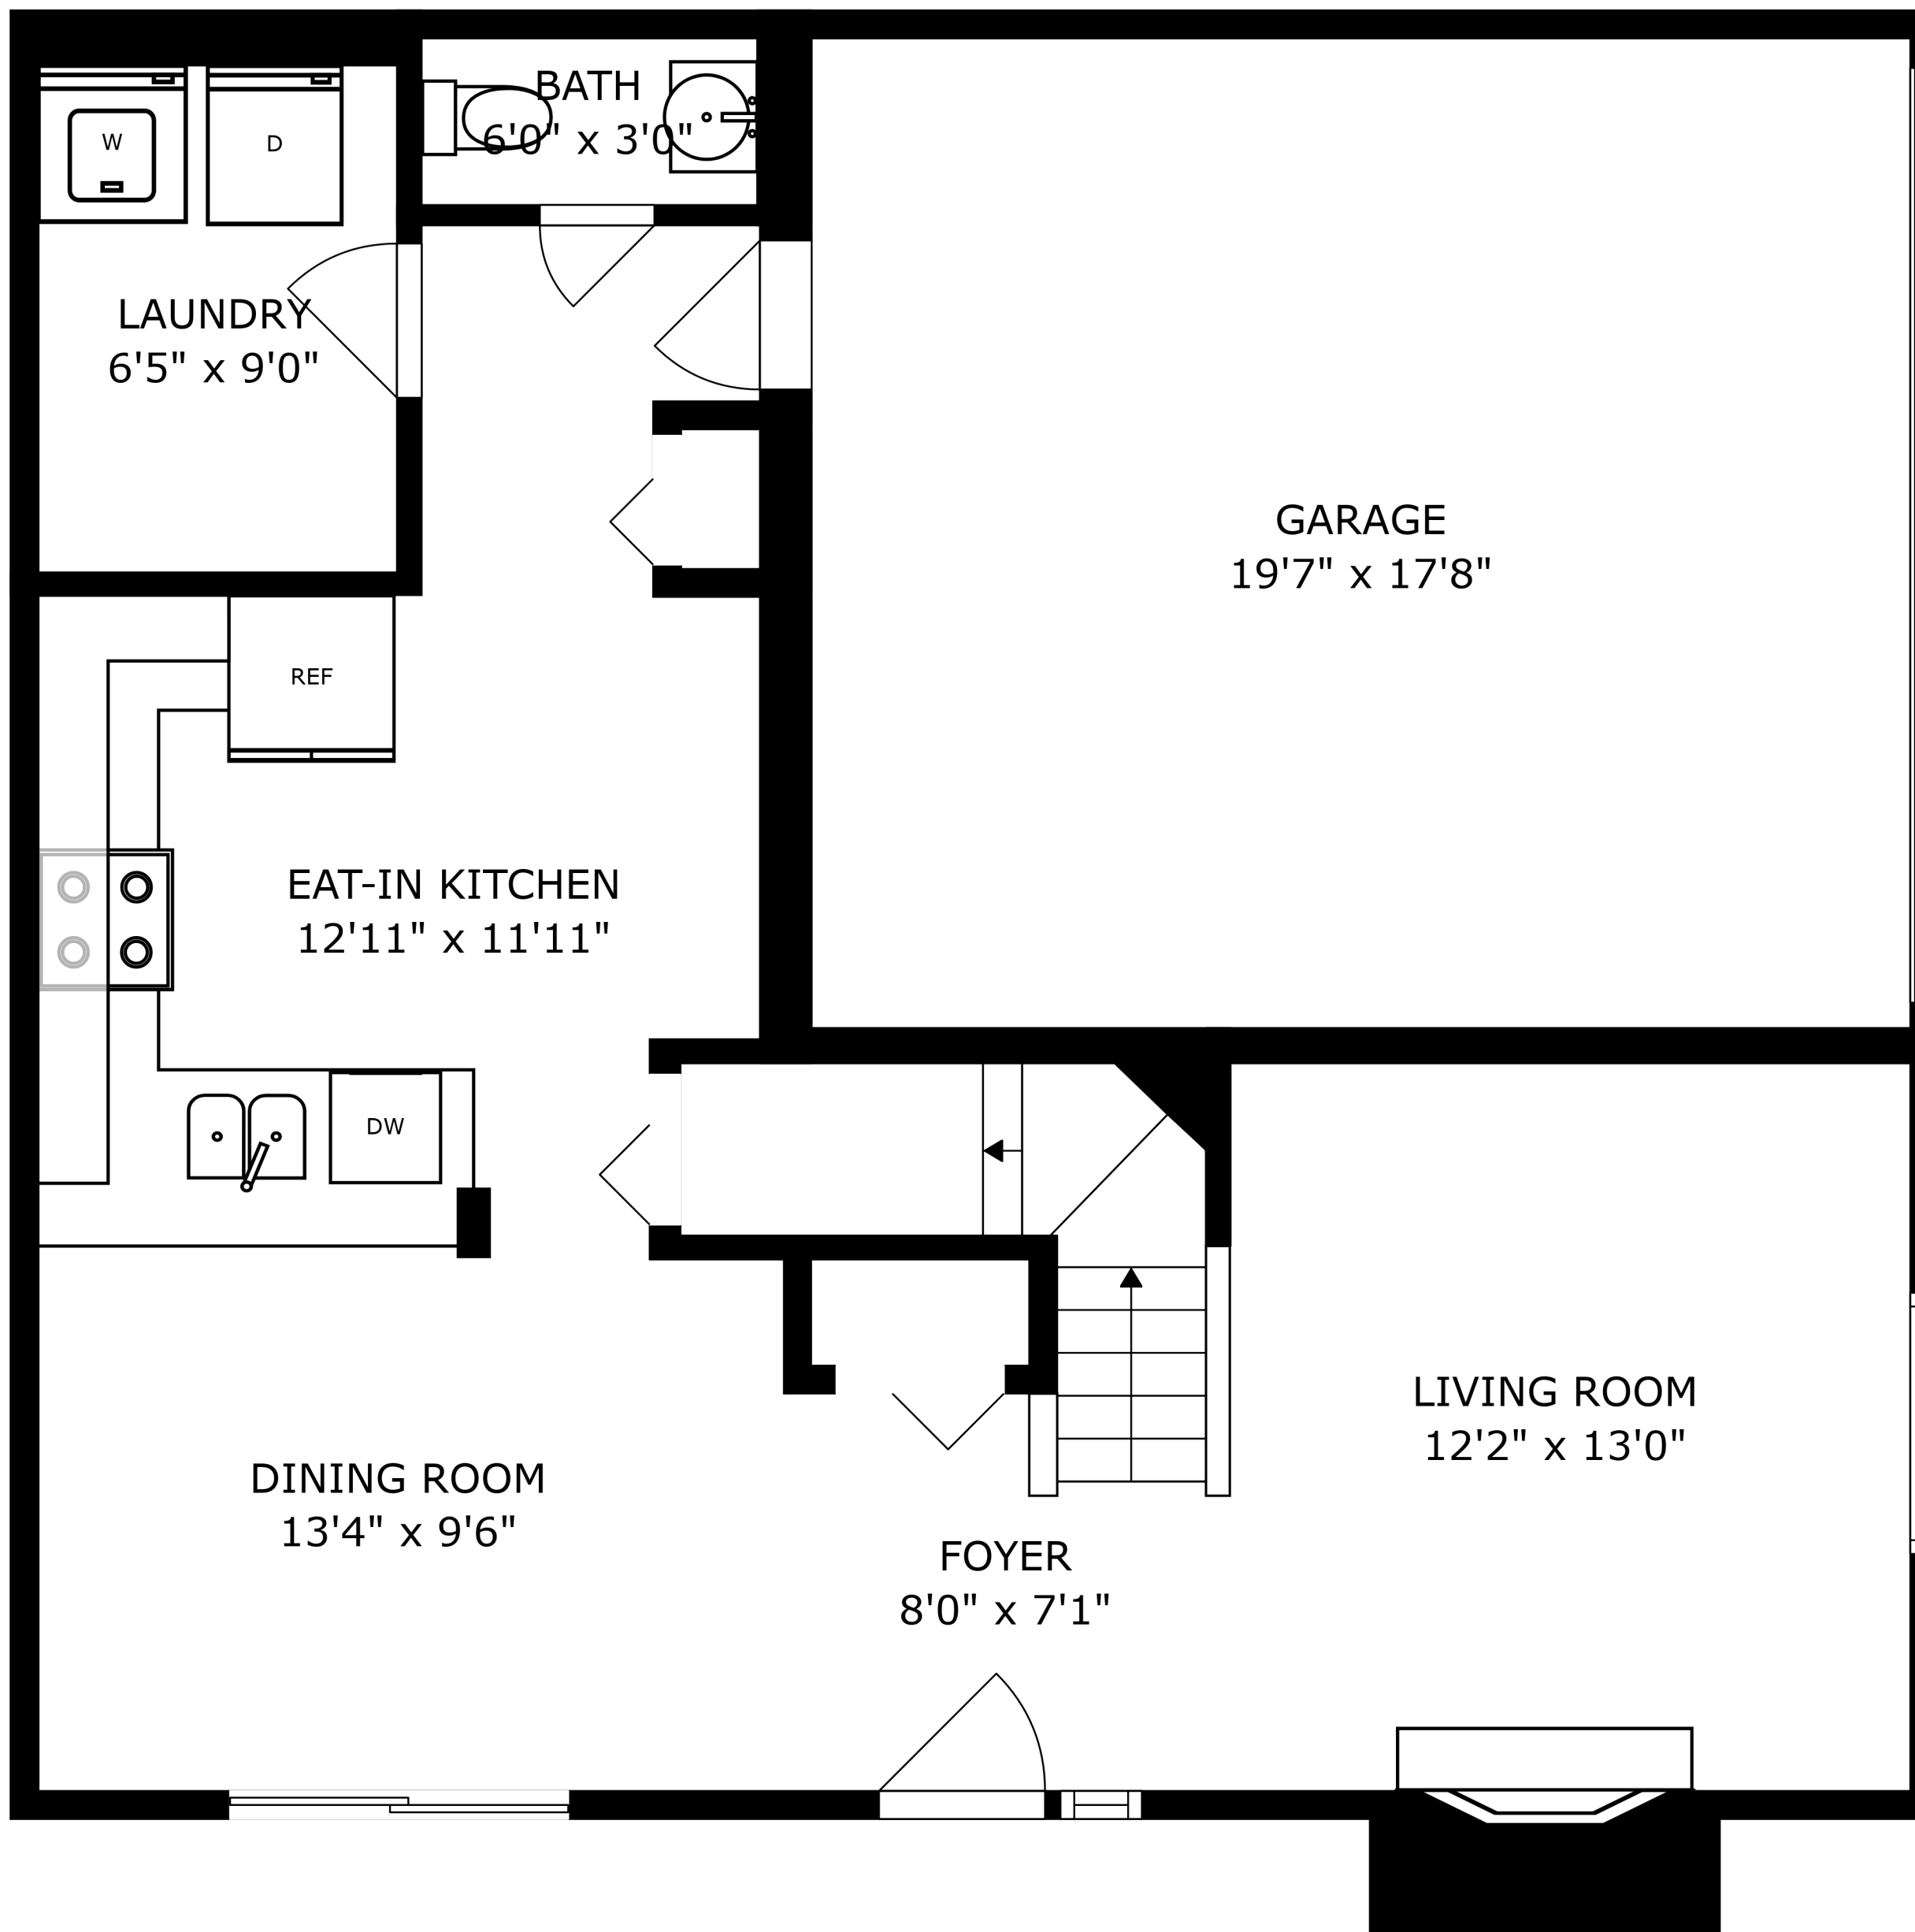 BATH
6'0" x 3'0"
W
D
LAUNDRY
6'5" x 9'0"
GARAGE
19'7" x 17'8"
REF
EAT-IN KITCHEN
12'11" x 11'11"
DW
LIVING ROOM
12'2" x 13'0"
DINING ROOM
13'4" x 9'6"
FOYER
8'0" x 7'1"